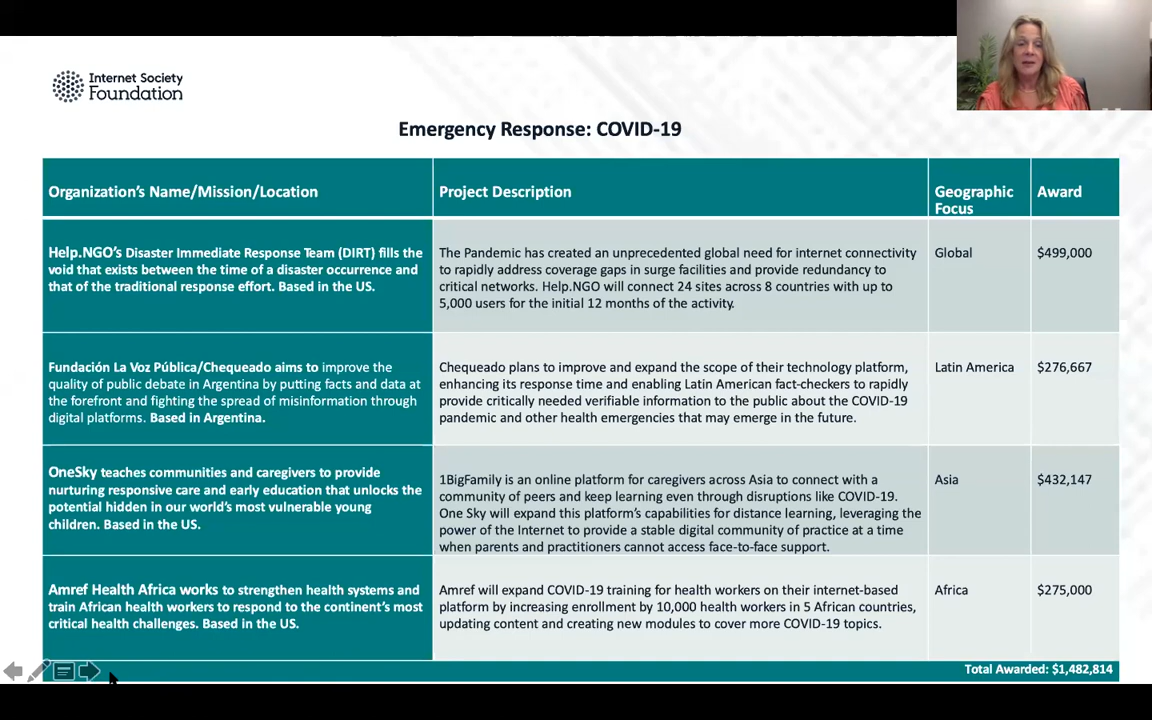 Internet Society
Foundation
Emergency Response: COVID-19
Organization's Name/Mission/Location
Project Description
Geographic
Focus
Award
Help.NGO's Disaster Immediate Response Team (DIRT) fills the
void that exists between the time of a disaster occurrence and
that of the traditional response effort. Based in the US.
The Pandemic has created an unprecedented global need for internet connectivity
to rapidly address coverage gaps in surge facilities and provide redundancy to
critical networks. Help.NGO will connect 24 sites across 8 countries with up to
5,000 users for the initial 12 months of the activity.
Global
$499,000
Fundación La Voz Pública/Chequeado aims to improve the
quality of public debate in Argentina by putting facts and data at
the forefront and fighting the spread of misinformation through
digital platforms. Based in Argentina.
Chequeado plans to improve and expand the scope of their technology platform,
enhancing its response time and enabling Latin American fact-checkers to rapidly
provide critically needed verifiable information to the public about the COVID-19
pandemic and other health emergencies that may emerge in the future.
Latin America
$276,667
OneSky teaches communities and caregivers to provide
nurturing responsive care and early education that unlocks the
potential hidden in our world's most vulnerable young
children. Based in the US.
1BigFamily is an online platform for caregivers across Asia to connect with a
community of peers and keep learning even through disruptions like COVID-19.
One Sky will expand this platform's capabilities for distance learning, leveraging the
power of the Internet to provide a stable digital community of practice at a time
when parents and practitioners cannot access face-to-face support.
Asia
$432,147
Amref Health Africa works to strengthen health systems and
train African health workers to respond to the continent's most
critical health challenges. Based in the US.
Amref will expand COVID-19 training for health workers on their internet-based
platform by increasing enrollment by 10,000 health workers in 5 African countries,
updating content and creating new modules to cover more COVID-19 topics.
Africa
$275,000
Total Awarded: $1,482,814